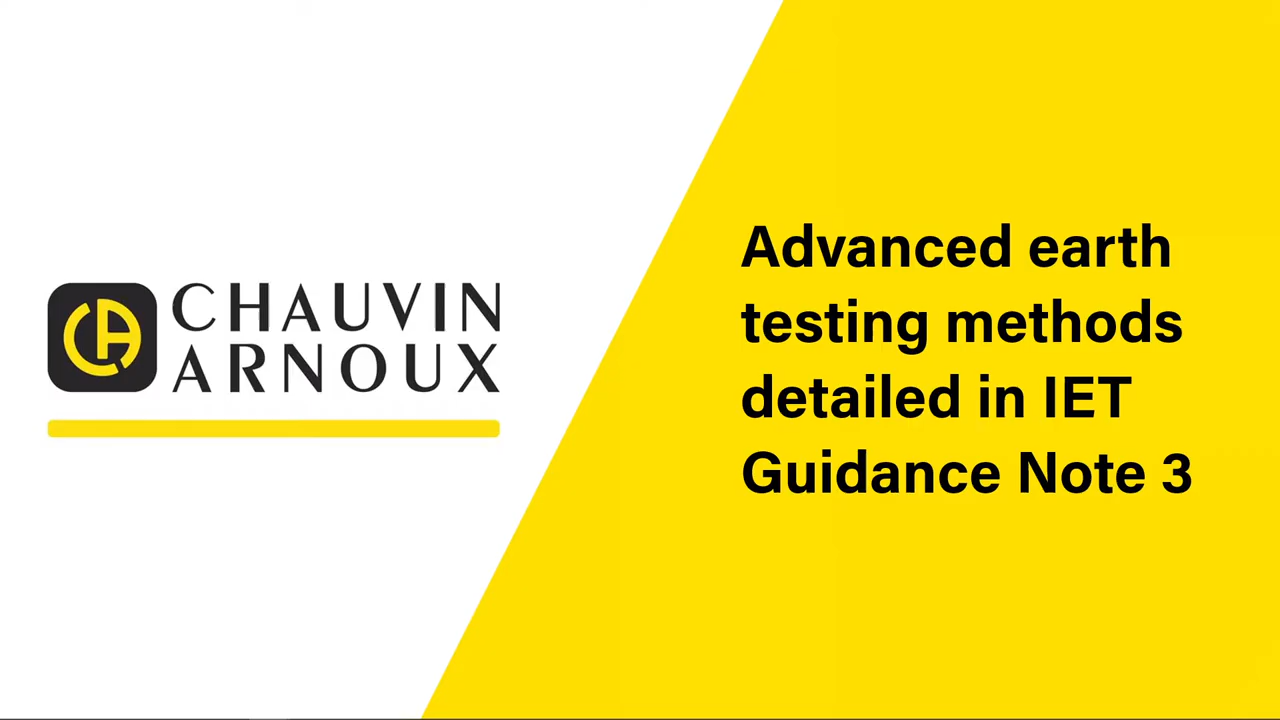 CHAUVIN
ARNOUX
Advanced earth
testing methods
detailed in IET
Guidance Note 3